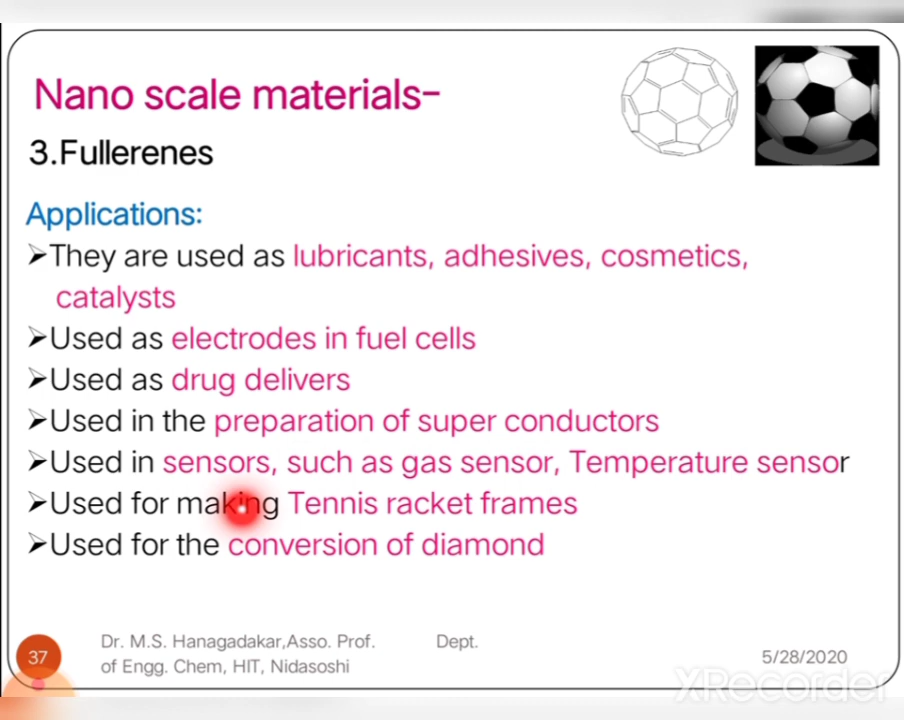 Nano scale materials-
3.Fullerenes
Applications:
➢They are used as lubricants, adhesives, cosmetics,
catalysts
➢Used as electrodes in fuel cells
➢Used as drug delivers
➢Used in the preparation of super conductors
➢Used in sensors, such as gas sensor, Temperature sensor
➢Used for making Tennis racket frames
➢Used for the conversion of diamond
37
Dr. M.S. Hanagadakar,Asso. Prof. Dept.
of Engg. Chem, HIT, Nidasoshi
5/28/2020
XRecorder